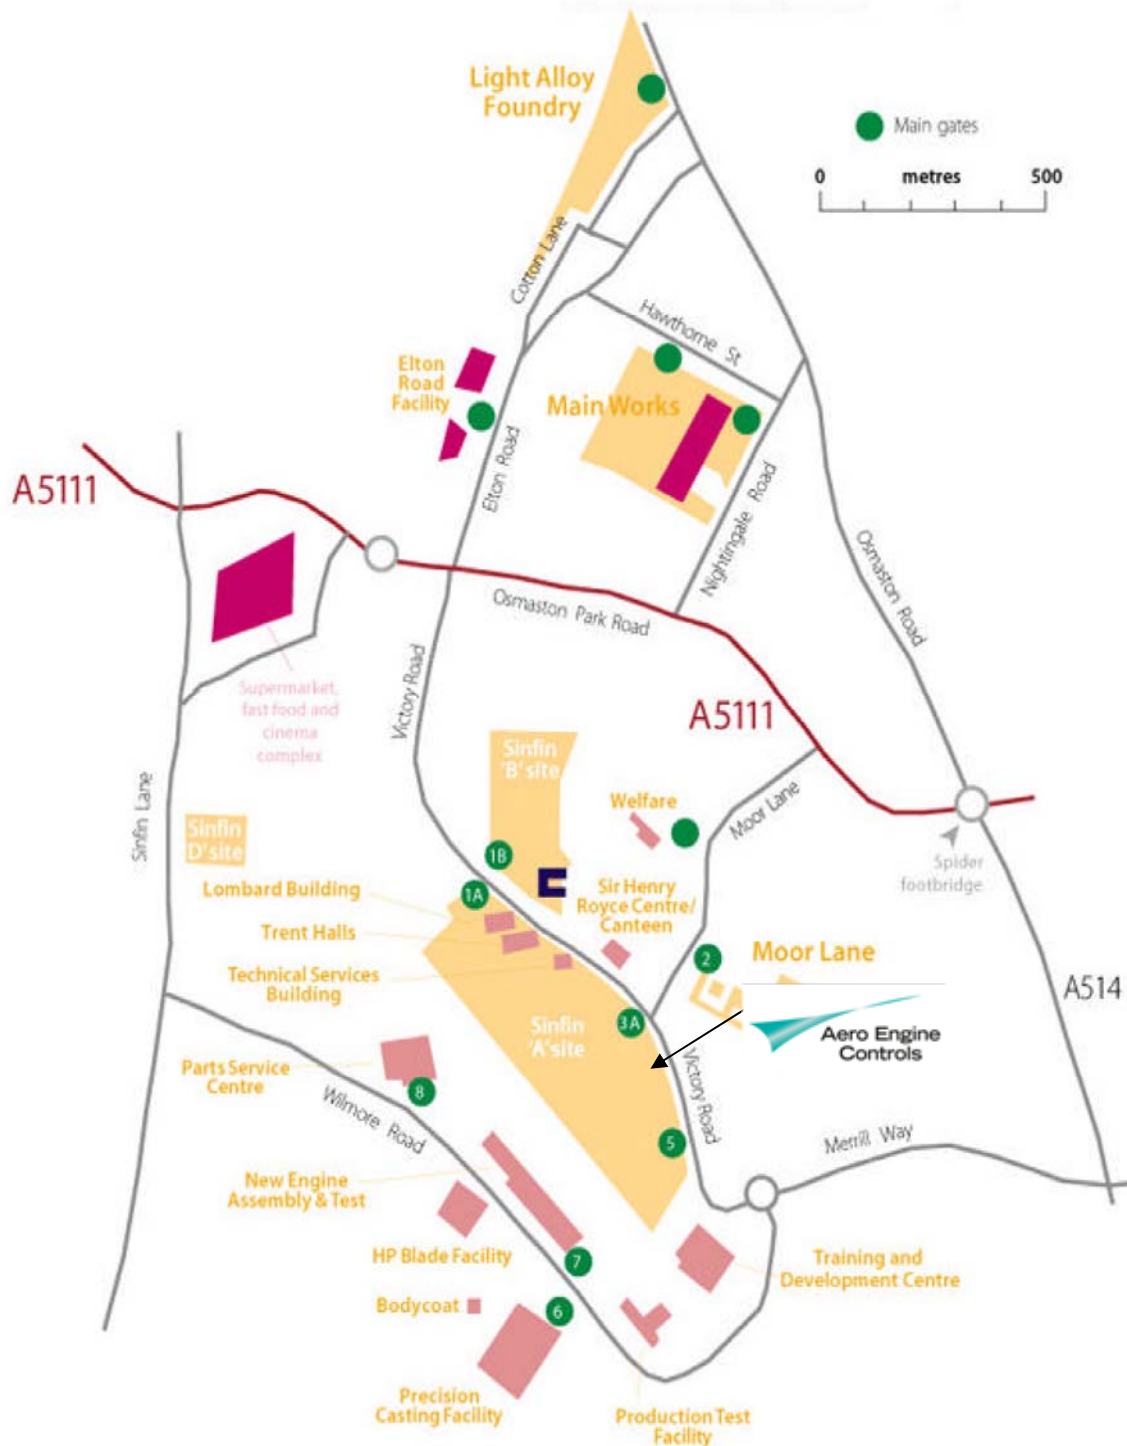 Light Alloy
Foundry
Main gates
0 metres 500
Cotton Lane
Hawthorne St
Elton
Road
Facility
Main Works
Elton Road
A5111
Nightingale Road
Osmaston Road
Osmaston Park Road
Victory Road
Supermarket,
fast food and
cinema
complex
A5111
Sinfin
'B' site
Sinfin Lane
Welfare
Moor Lane
Sinfin
D' site
Spider
footbridge
1B
1A
Lombard Building
Sir Henry
Royce Centre/
Canteen
Trent Halls
Technical Services
Building
2
Moor Lane
A514
3A
Sinfin
'A' site
Aero Engine
Controls
Parts Service
Centre
8
Wilmore Road
Victory Road
5
Merrill Way
New Engine
Assembly & Test
HP Blade Facility
7
Training and
Development Centre
Bodycoat
6
Precision
Casting Facility
Production Test
Facility